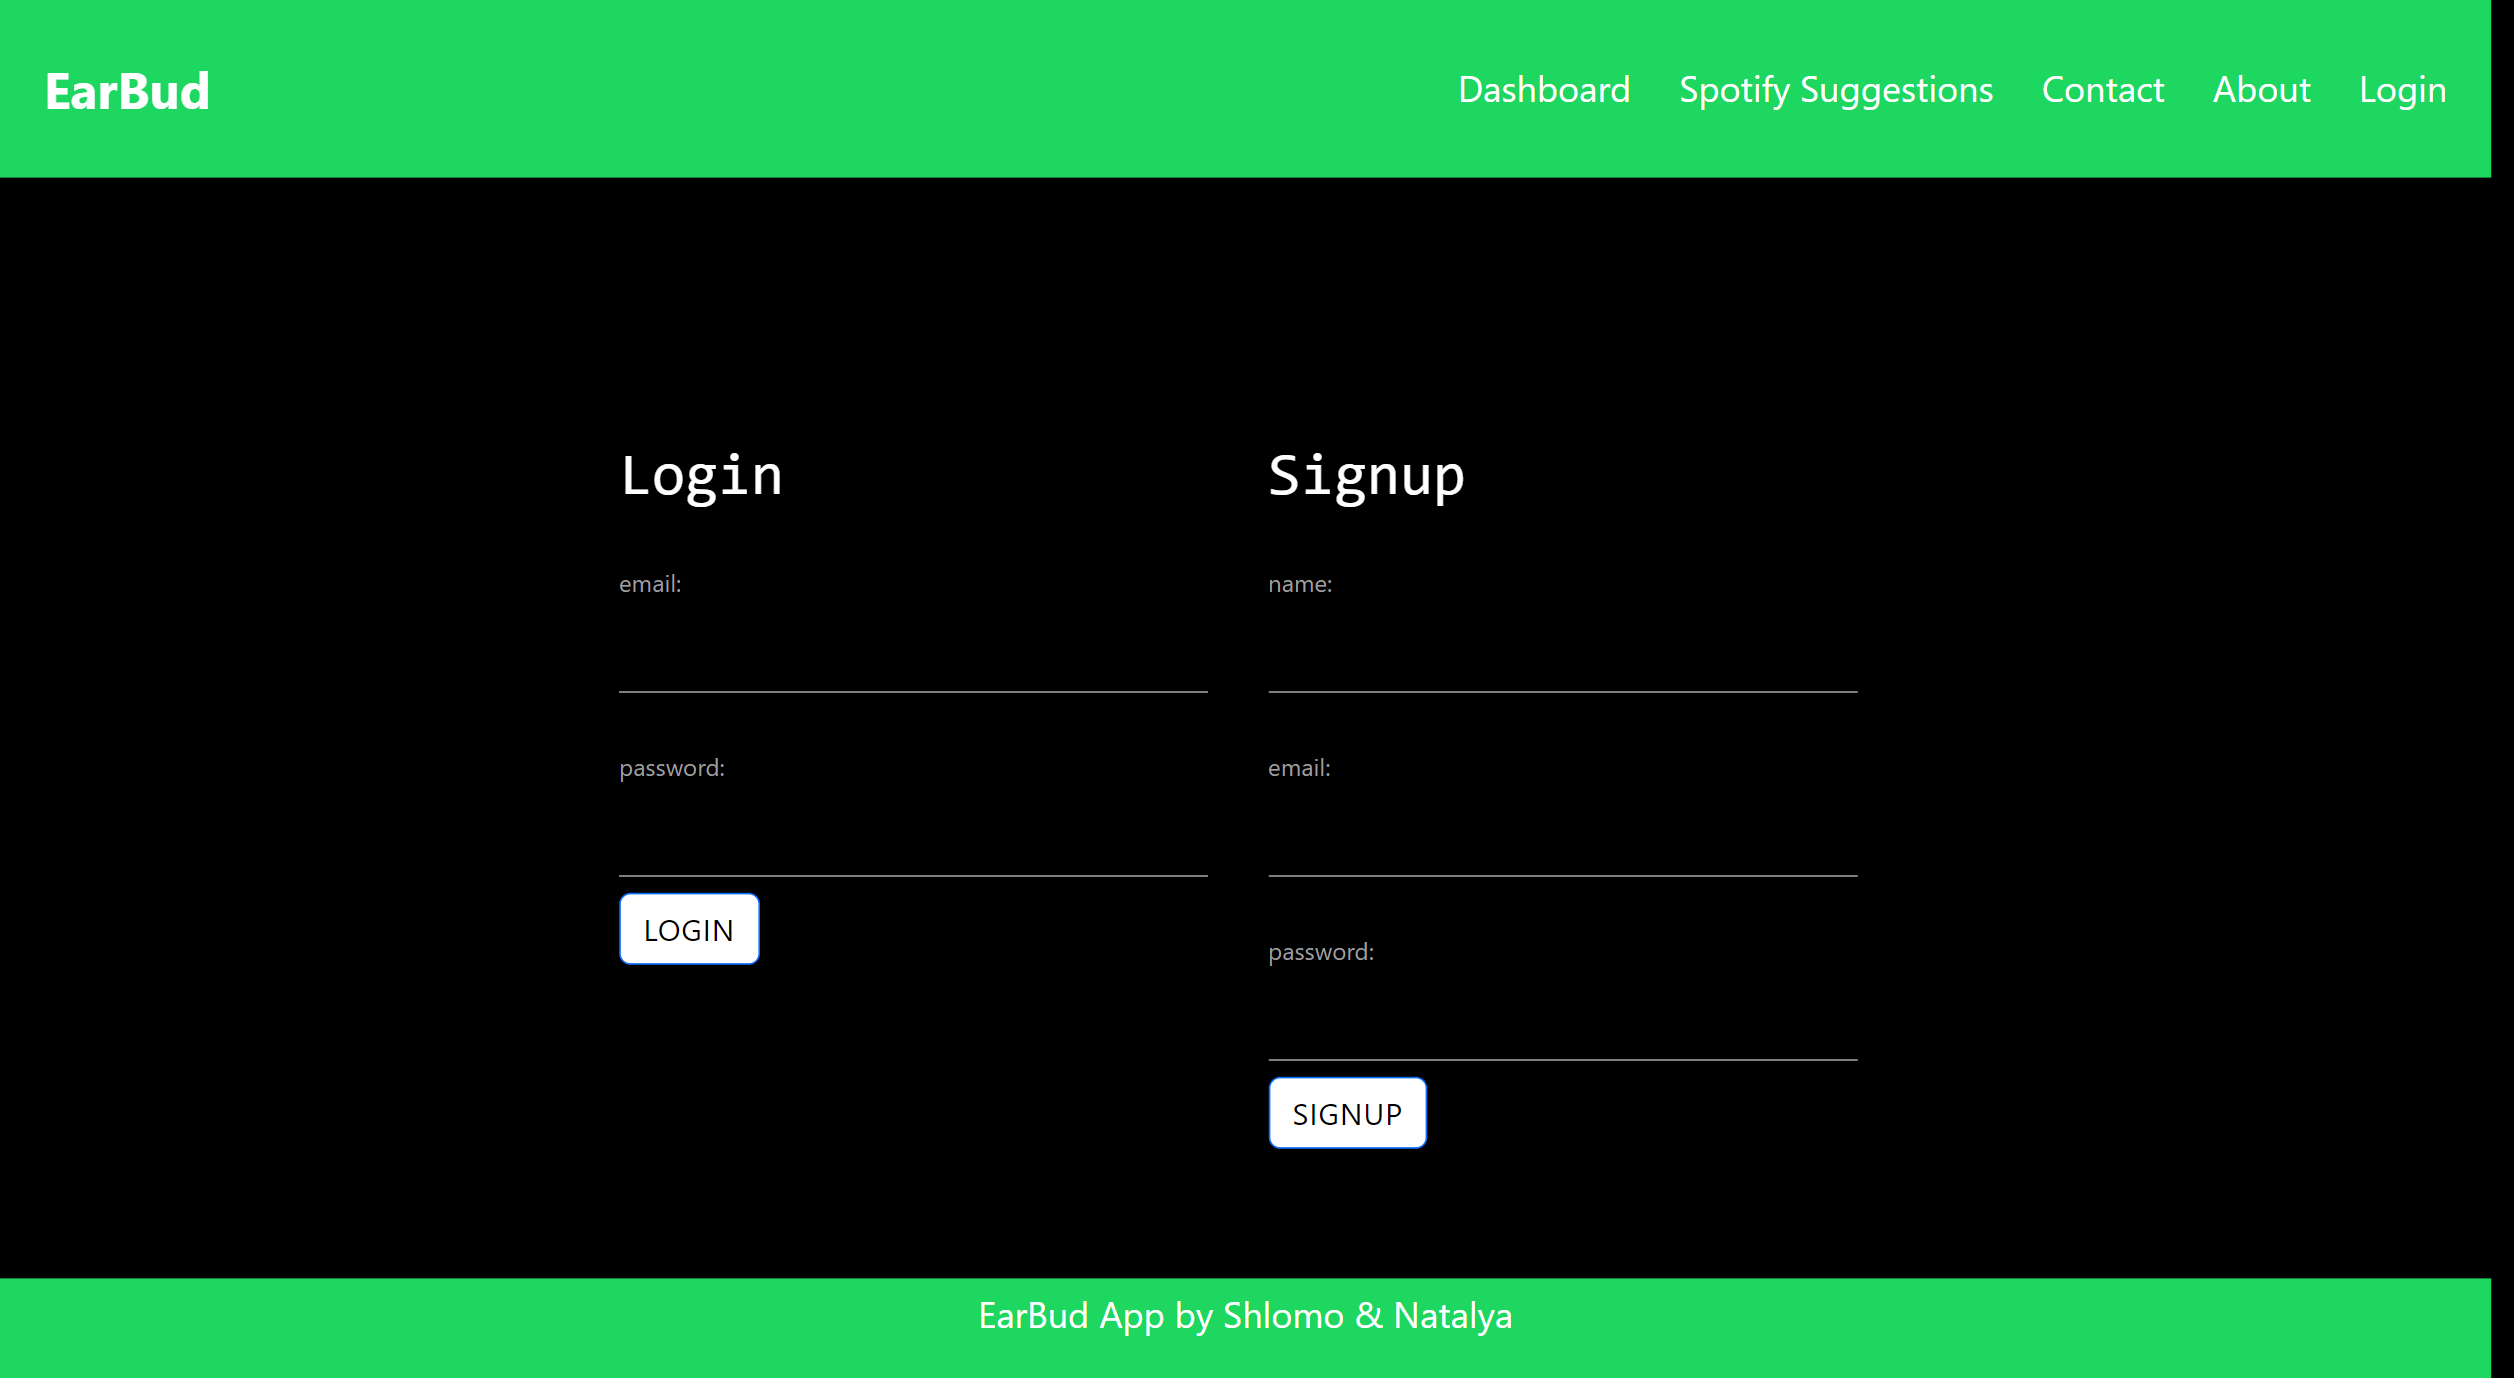 EarBud
Dashboard Spotify Suggestions Contact About Login
Login
email:
password:
LOGIN
Signup
name:
email:
password:
SIGNUP
EarBud App by Shlomo & Natalya